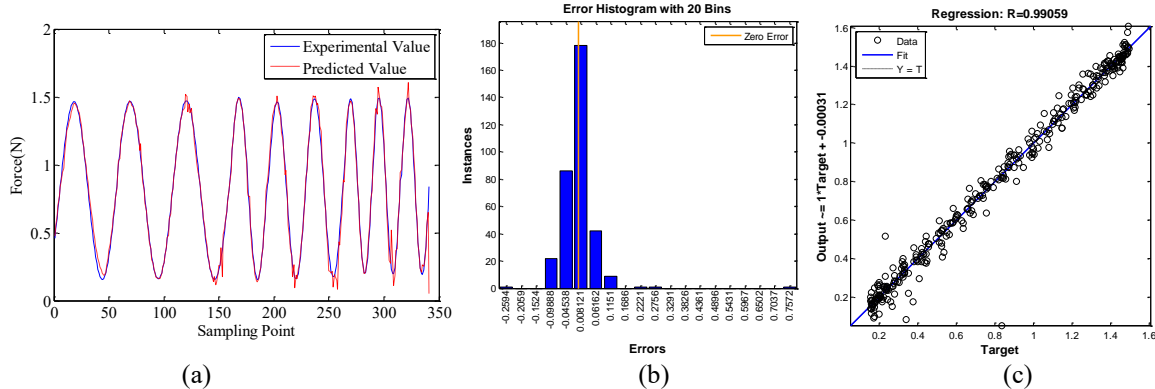 2
1.5
1
0.5
0
Force(N)
0 50 100 150 200 250 300 350
Sampling Point
Experimental Value
Predicted Value
(a)
Error Histogram with 20 Bins
Zero Error
180
160
140
120
100
80
60
40
20
0
Instances
-0.2594
-0.2059
-0.1524
-0.09888
-0.04538
0.008121
0.06162
0.1151
0.1686
0.2221
0.2756
0.3291
0.3826
0.4361
0.4896
0.5431
0.5967
0.6502
0.7037
0.7572
Errors
(b)
Regression: R=0.99059
Data
Fit
Y = T
1.6
1.4
1.2
1
0.8
0.6
0.4
0.2
Output ~= 1*Target + -0.00031
0.2 0.4 0.6 0.8 1 1.2 1.4 1.6
Target
(c)